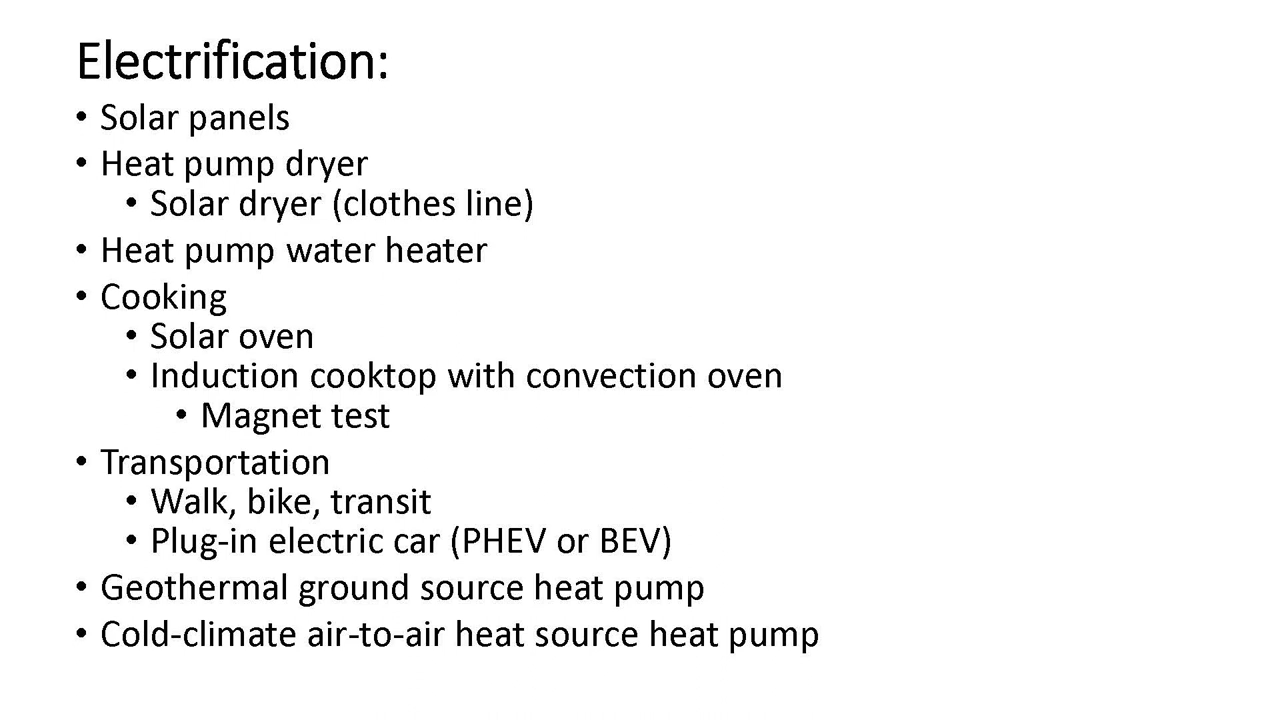 Electrification:
• Solar panels
• Heat pump dryer
• Solar dryer (clothes line)
• Heat pump water heater
• Cooking
• Solar oven
• Induction cooktop with convection oven
• Magnet test
• Transportation
• Walk, bike, transit
• Plug-in electric car (PHEV or BEV)
• Geothermal ground source heat pump
• Cold-climate air-to-air heat source heat pump